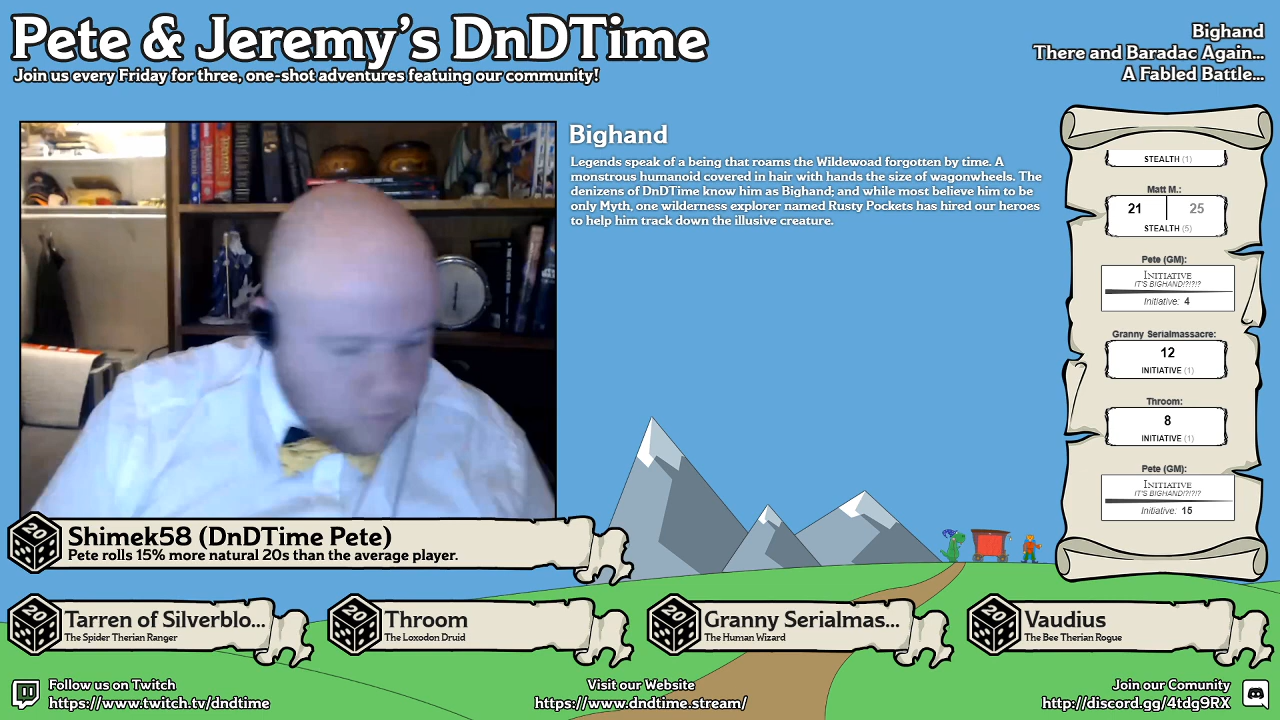 Pete & Jeremy's DnDTime
Join us every Friday for three, one-shot adventures featuing our community!
Bighand
There and Baradac Again...
A Fabled Battle...
Bighand
Legends speak of a being that roams the Wildewoad forgotten by time. A
monstrous humanoid covered in hair with hands the size of wagonwheels. The
denizens of DnDTime know him as Bighand; and while most believe him to be
only Myth, one wilderness explorer named Rusty Pockets has hired our heroes
to help him track down the illusive creature.
STEALTH (1)
Matt M.:
21 25
STEALTH (5)
Pete (GM):
INITIATIVE
IT'S BIGHAND!?!?!?
Initiative: 4
Granny Serialmassacre:
12
INITIATIVE (1)
Throom:
8
INITIATIVE (1)
Pete (GM):
INITIATIVE
IT'S BIGHAND!?!?!?
Initiative: 15
20
Shimek58 (DnDTime Pete)
Pete rolls 15% more natural 20s than the average player.
20
Tarren of Silverblo...
The Spider Therian Ranger
20
Throom
The Loxodon Druid
20
Granny Serialmas...
The Human Wizard
20
Vaudius
The Bee Therian Rogue
Follow us on Twitch
https://www.twitch.tv/dndtime
Visit our Website
https://www.dndtime.stream/
Join our Comunity
http://discord.gg/4tdg9RX